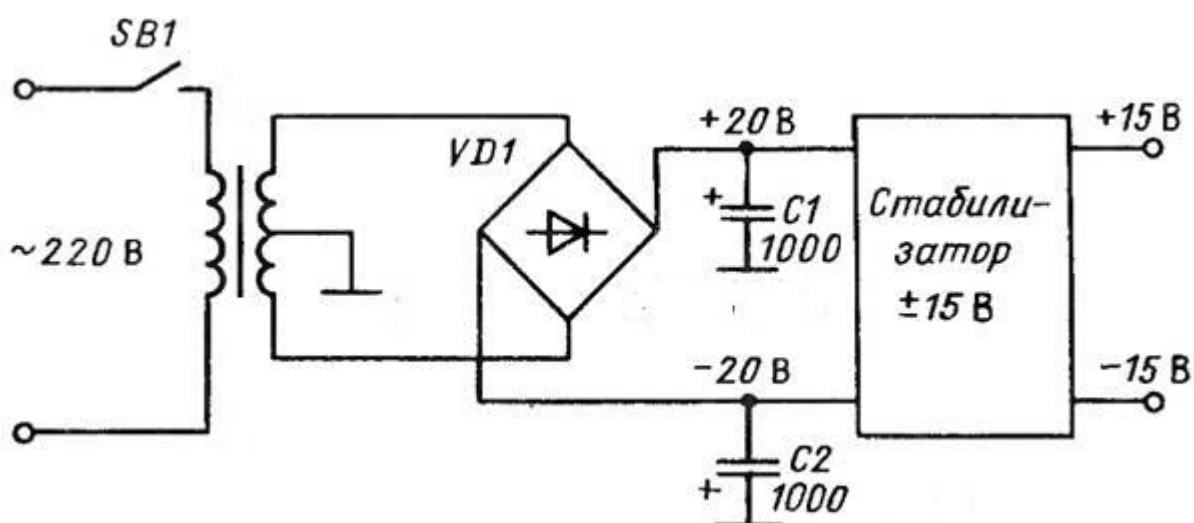 SB1
~220 В
VD1
+20 В
+
C1
1000
Стабили-
затор
±15 В
+15 В
-20 В
-15 В
+
C2
1000